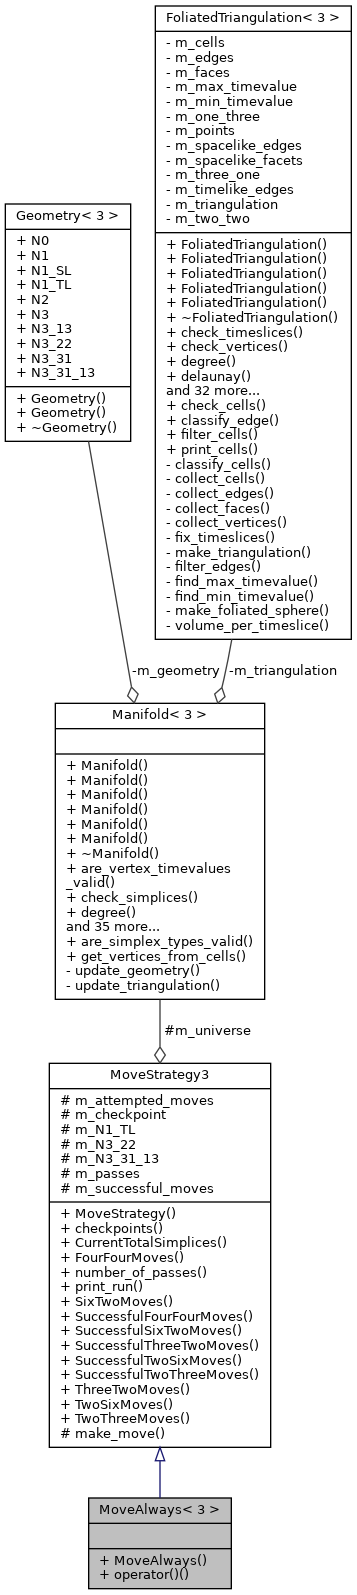 FoliatedTriangulation< 3 >
- m_cells
- m_edges
- m_faces
- m_max_timevalue
- m_min_timevalue
- m_one_three
- m_points
- m_spacelike_edges
- m_spacelike_facets
- m_three_one
- m_timelike_edges
- m_triangulation
- m_two_two
+ FoliatedTriangulation()
+ FoliatedTriangulation()
+ FoliatedTriangulation()
+ FoliatedTriangulation()
+ FoliatedTriangulation()
+ ~FoliatedTriangulation()
+ check_timeslices()
+ check_vertices()
+ degree()
+ delaunay()
and 32 more...
+ check_cells()
+ classify_edge()
+ filter_cells()
+ print_cells()
- classify_cells()
- collect_cells()
- collect_edges()
- collect_faces()
- collect_vertices()
- fix_timeslices()
- make_triangulation()
- filter_edges()
- find_max_timevalue()
- find_min_timevalue()
- make_foliated_sphere()
- volume_per_timeslice()
Geometry< 3 >
+ N0
+ N1
+ N1_SL
+ N1_TL
+ N2
+ N3
+ N3_13
+ N3_22
+ N3_31
+ N3_31_13
+ Geometry()
+ Geometry()
+ ~Geometry()
-m_geometry
-m_triangulation
Manifold< 3 >
+ Manifold()
+ Manifold()
+ Manifold()
+ Manifold()
+ Manifold()
+ Manifold()
+ ~Manifold()
+ are_vertex_timevalues
_valid()
+ check_simplices()
+ degree()
and 35 more...
+ are_simplex_types_valid()
+ get_vertices_from_cells()
- update_geometry()
- update_triangulation()
#m_universe
MoveStrategy3
# m_attempted_moves
# m_checkpoint
# m_N1_TL
# m_N3_22
# m_N3_31_13
# m_passes
# m_successful_moves
+ MoveStrategy()
+ checkpoints()
+ CurrentTotalSimplices()
+ FourFourMoves()
+ number_of_passes()
+ print_run()
+ SixTwoMoves()
+ SuccessfulFourFourMoves()
+ SuccessfulSixTwoMoves()
+ SuccessfulThreeTwoMoves()
+ SuccessfulTwoSixMoves()
+ SuccessfulTwoThreeMoves()
+ ThreeTwoMoves()
+ TwoSixMoves()
+ TwoThreeMoves()
# make_move()
MoveAlways< 3 >
+ MoveAlways()
+ operator()()